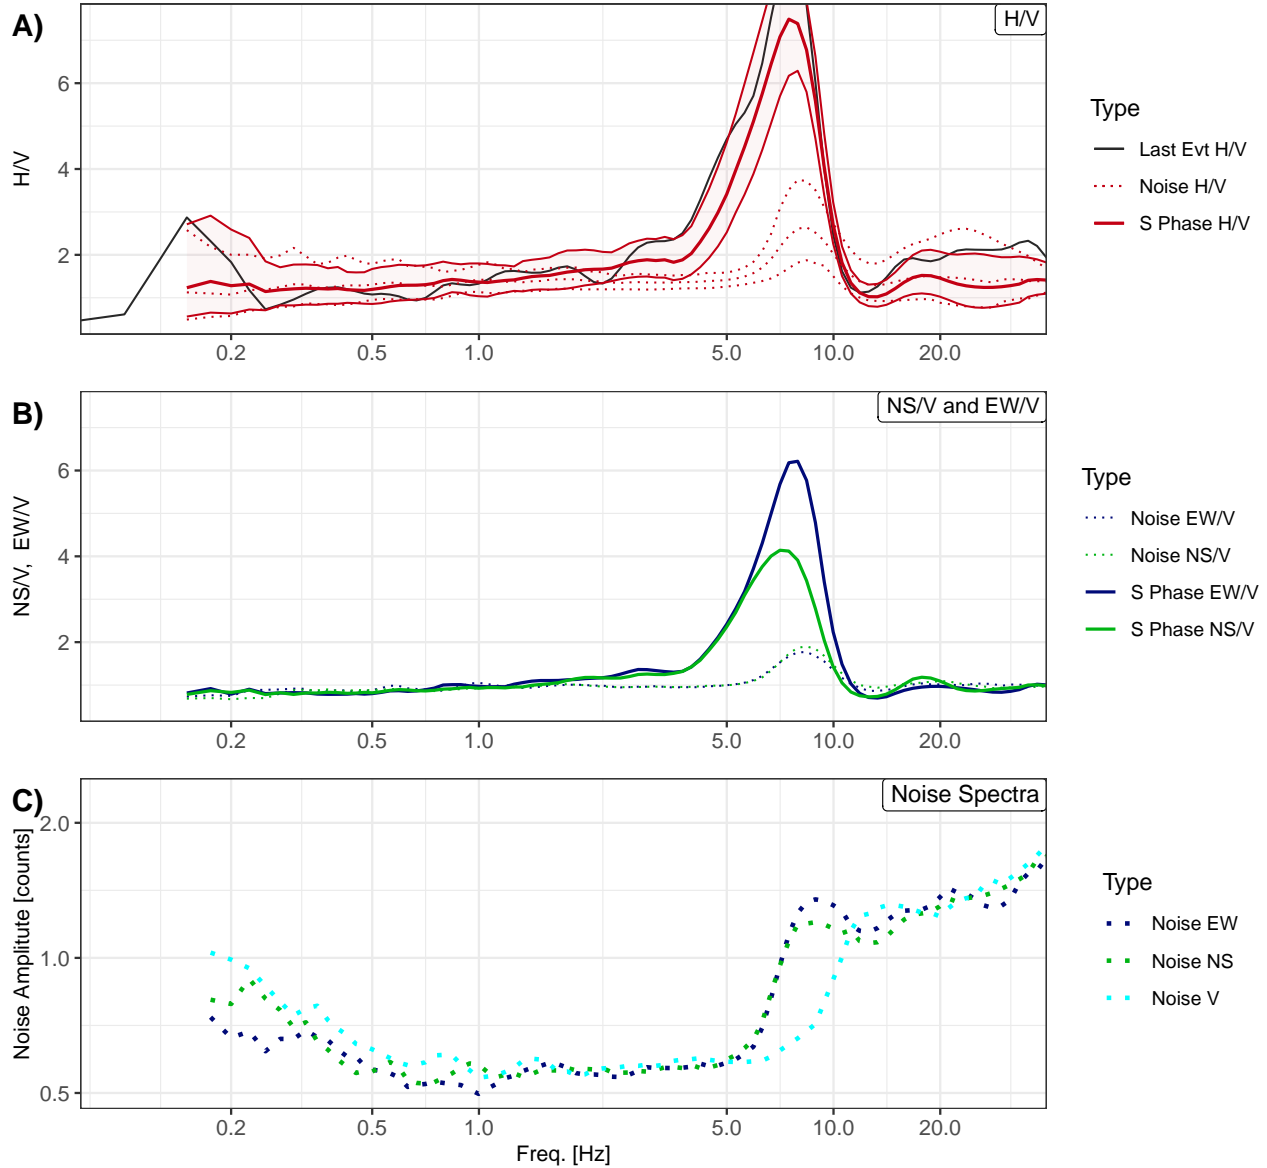 A)
H/V
H/V
6
4
2
0.2 0.5 1.0 5.0 10.0 20.0
Type
Last Evt H/V
Noise H/V
S Phase H/V
B)
NS/V and EW/V
NS/V, EW/V
6
4
2
0.2 0.5 1.0 5.0 10.0 20.0
Type
Noise EW/V
Noise NS/V
S Phase EW/V
S Phase NS/V
C)
Noise Spectra
Noise Amplitude [counts]
2.0
1.0
0.5
0.2 0.5 1.0 5.0 10.0 20.0
Freq. [Hz]
Type
Noise EW
Noise NS
Noise V